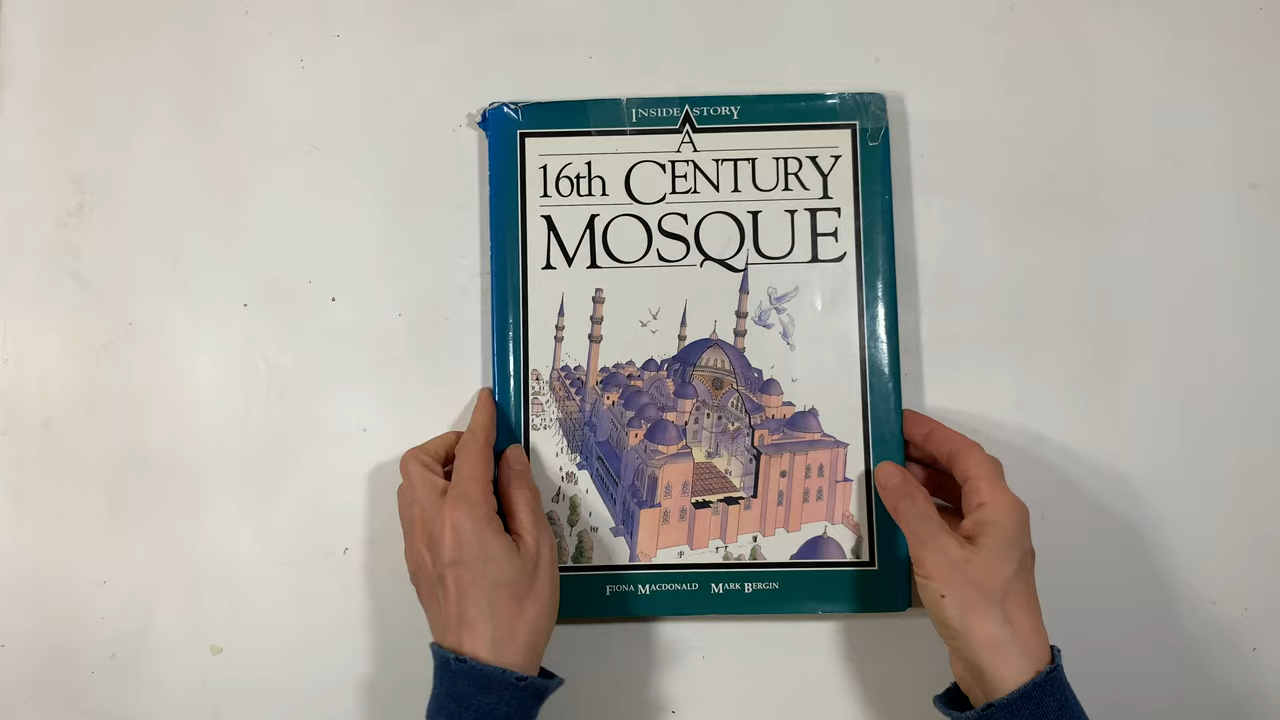 INSIDE STORY
A
16th CENTURY
MOSQUE
FIONA MACDONALD MARK BERGIN